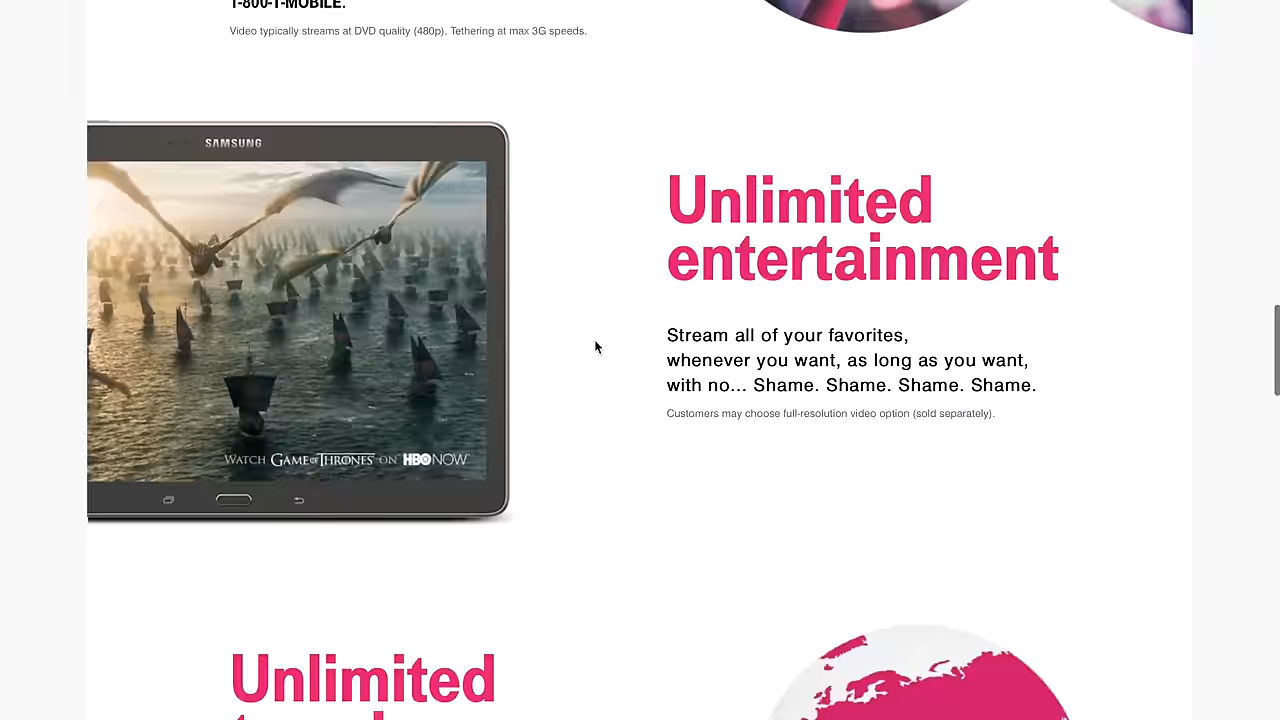 1-800-T-MOBILE.
Video typically streams at DVD quality (480p). Tethering at max 3G speeds.
SAMSUNG
WATCH GAME OF THRONES ON HBO NOW
Unlimited
entertainment
Stream all of your favorites,
whenever you want, as long as you want,
with no... Shame. Shame. Shame. Shame.
Customers may choose full-resolution video option (sold separately).
Unlimited